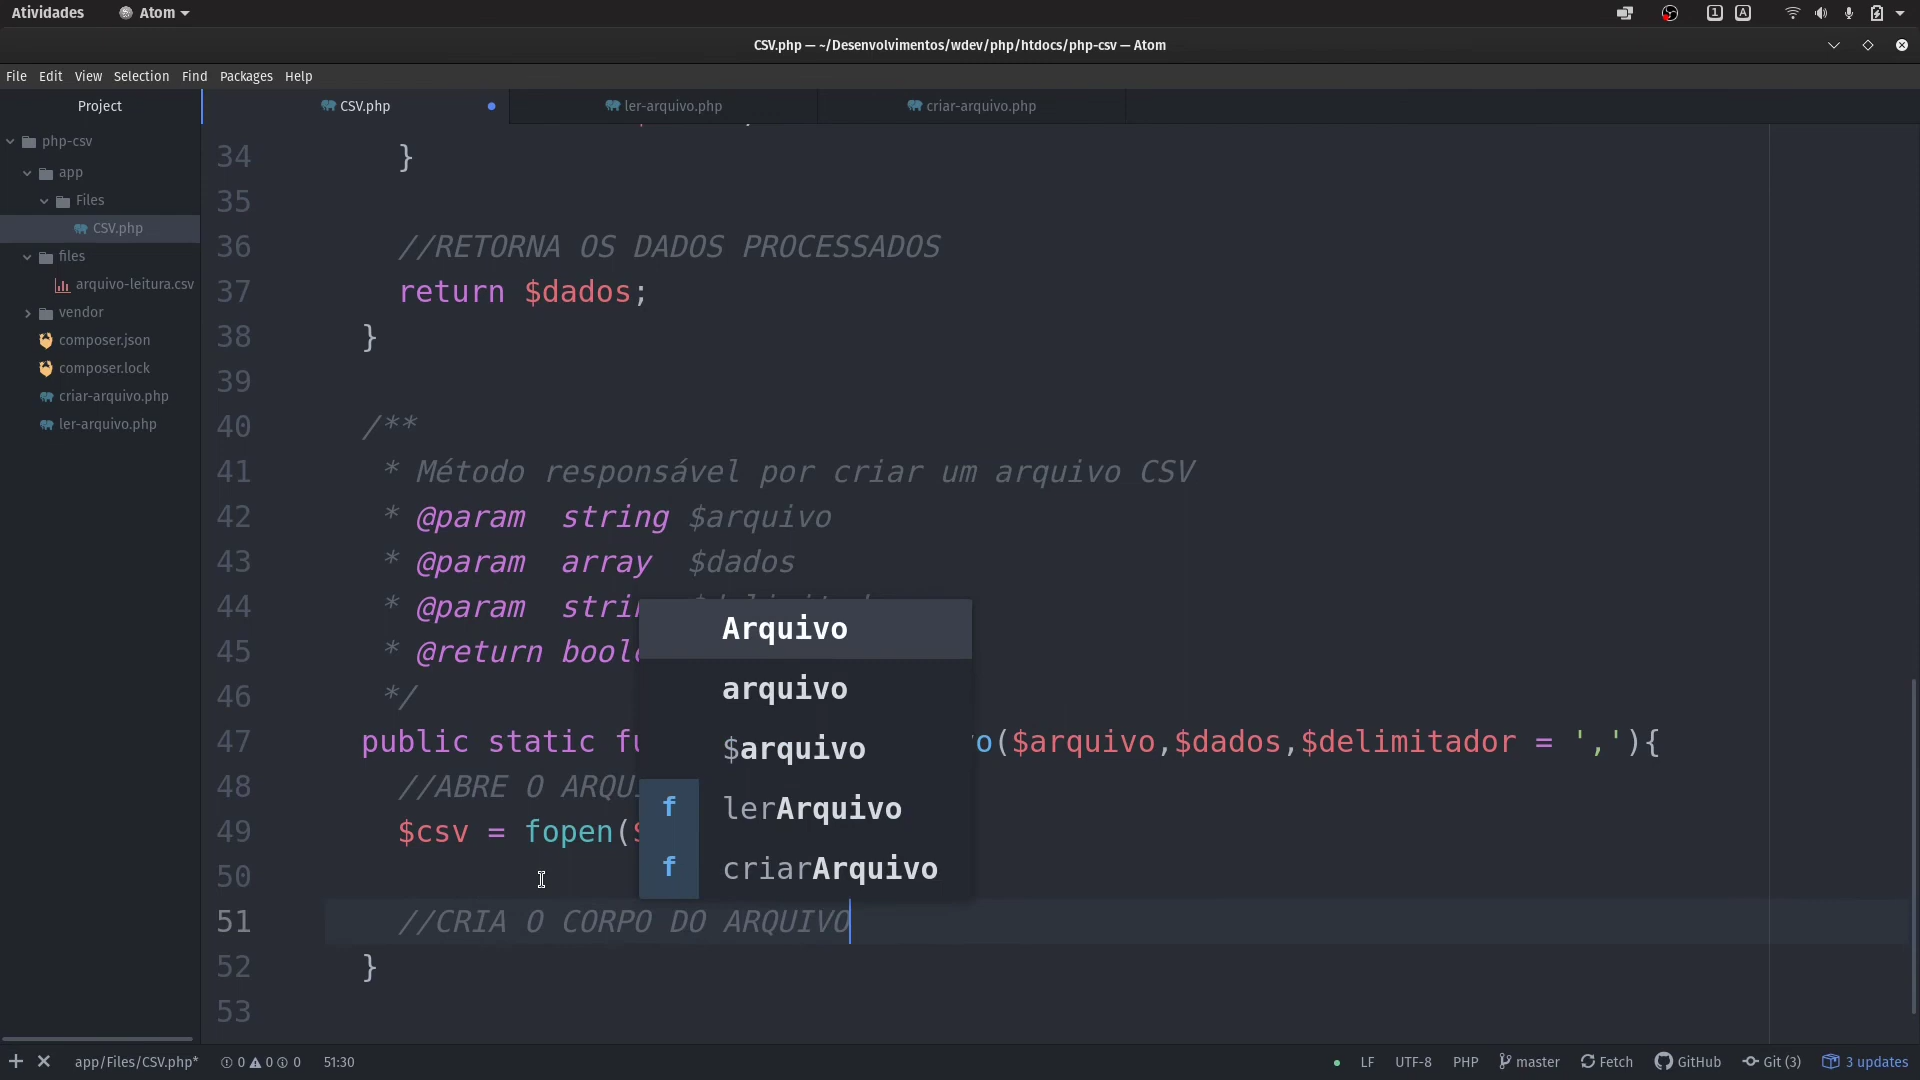 Atividades Atom 1 A
CSV.php — ~/Desenvolvimentos/wdev/php/htdocs/php-csv — Atom
File Edit View Selection Find Packages Help
Project CSV.php ler-arquivo.php criar-arquivo.php
php-csv
app
Files
CSV.php
files
arquivo-leitura.csv
vendor
composer.json
composer.lock
criar-arquivo.php
ler-arquivo.php
34 }
35
36 //RETORNA OS DADOS PROCESSADOS
37 return $dados;
38 }
39
40 /**
41 * Método responsável por criar um arquivo CSV
42 * @param string $arquivo
43 * @param array $dados
44 * @param strin
45 * @return boole
46 */
47 public static fu o($arquivo,$dados,$delimitador = ','){
48 //ABRE O ARQU
49 $csv = fopen($
50
51 //CRIA O CORPO DO ARQUIVO
52 }
53
Arquivo
arquivo
$arquivo
f lerArquivo
f criarArquivo
app/Files/CSV.php* 0 0 0 51:30 LF UTF-8 PHP master Fetch GitHub Git (3) 3 updates